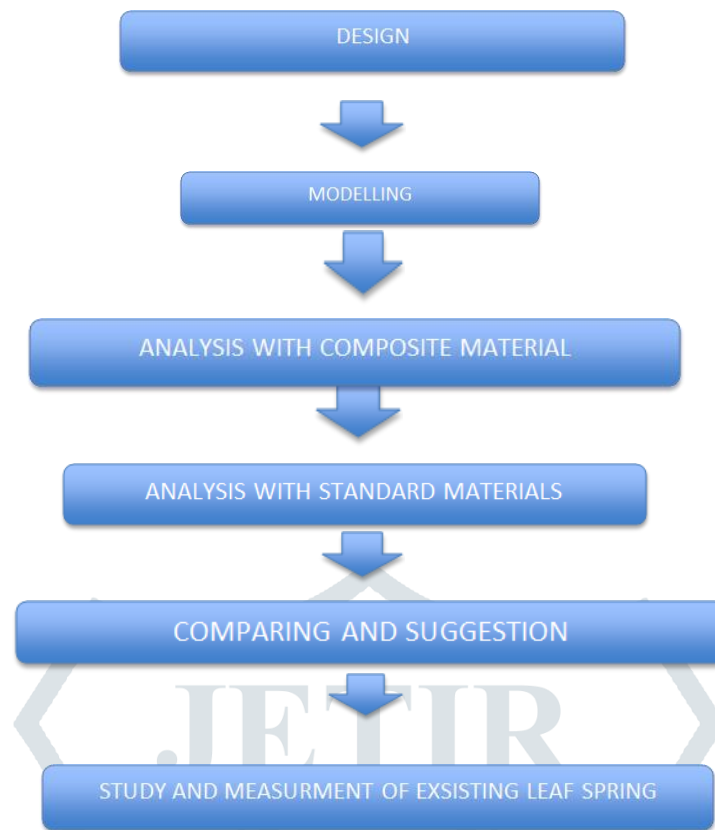 DESIGN
MODELLING
ANALYSIS WITH COMPOSITE MATERIAL
ANALYSIS WITH STANDARD MATERIALS
COMPARING AND SUGGESTION
JETIR
STUDY AND MEASURMENT OF EXSISTING LEAF SPRING